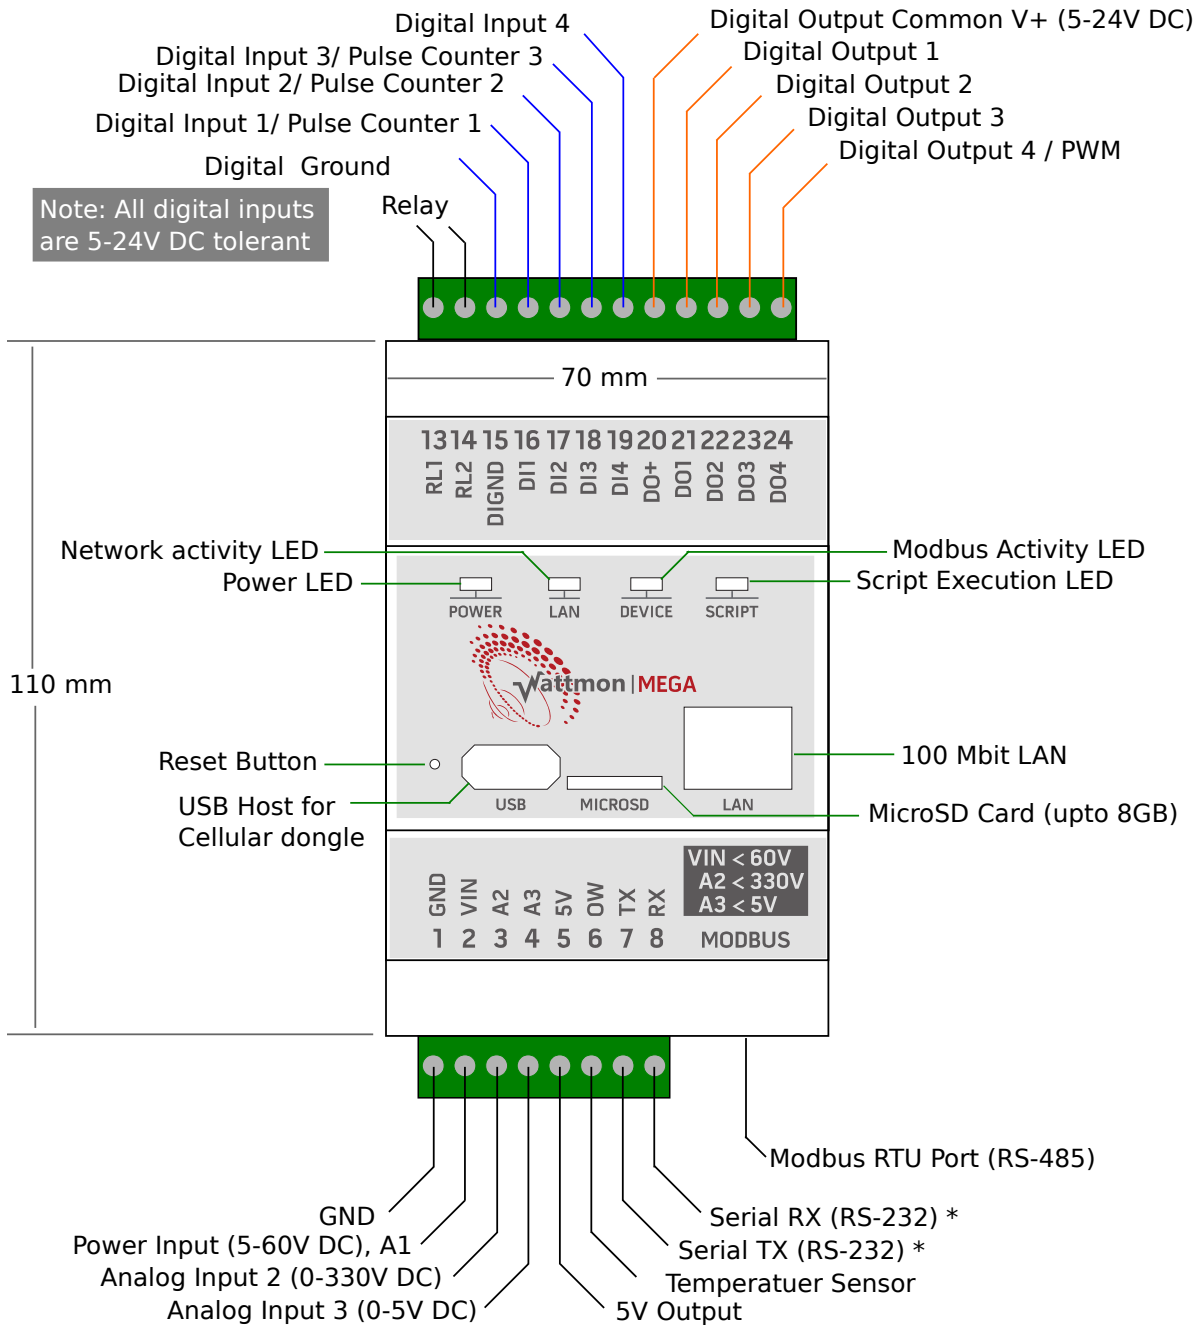 Digital Input 4
Digital Output Common V+ (5-24V DC)
Digital Input 3/ Pulse Counter 3
Digital Output 1
Digital Input 2/ Pulse Counter 2
Digital Output 2
Digital Input 1/ Pulse Counter 1
Digital Output 3
Digital  Ground
Digital Output 4 / PWM
Note: All digital inputs
are 5-24V DC tolerant
Relay
70 mm
13 14 15 16 17 18 19 20 21 22 23 24
RL1 RL2 DIGND DI1 DI2 DI3 DI4 DO+ DO1 DO2 DO3 DO4
Network activity LED
Modbus Activity LED
Power LED
Script Execution LED
POWER LAN DEVICE SCRIPT
Wattmon|MEGA
110 mm
Reset Button
100 Mbit LAN
USB Host for
Cellular dongle
USB MICROSD LAN
MicroSD Card (upto 8GB)
VIN < 60V
A2 < 330V
A3 < 5V
GND VIN A2 A3 5V OW TX RX
1 2 3 4 5 6 7 8 MODBUS
Modbus RTU Port (RS-485)
GND
Serial RX (RS-232) *
Power Input (5-60V DC), A1
Serial TX (RS-232) *
Analog Input 2 (0-330V DC)
Temperatuer Sensor
Analog Input 3 (0-5V DC)
5V Output